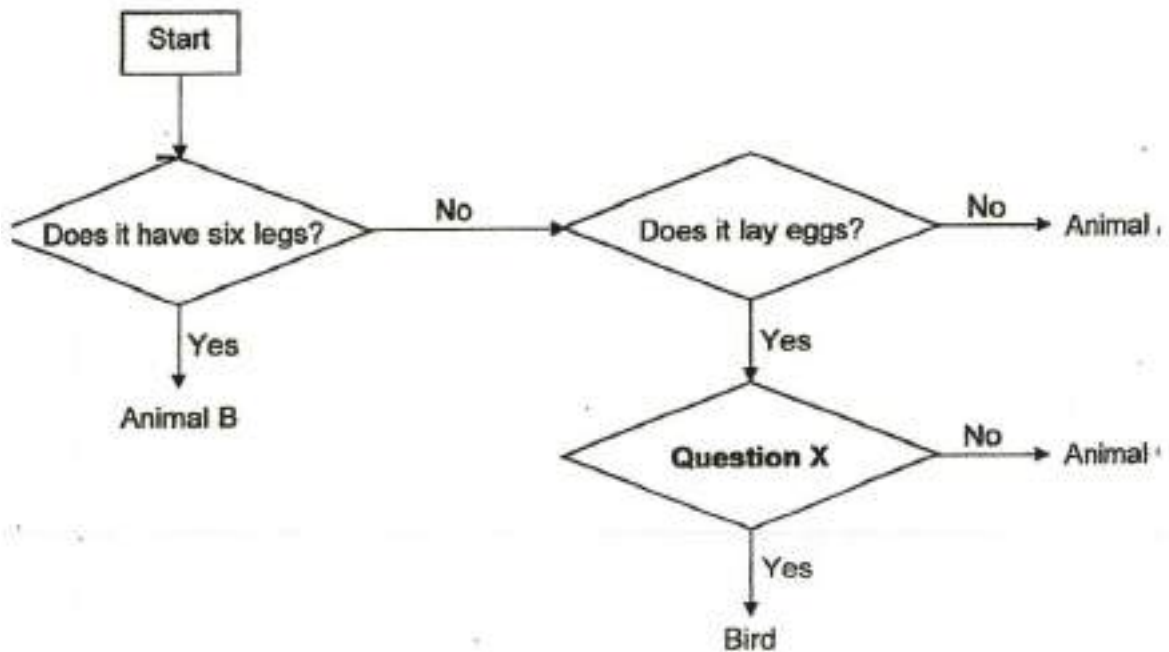 Start
Does it have six legs?
No
Does it lay eggs?
No
Animal
Yes
Animal B
Yes
Question X
No
Animal
Yes
Bird